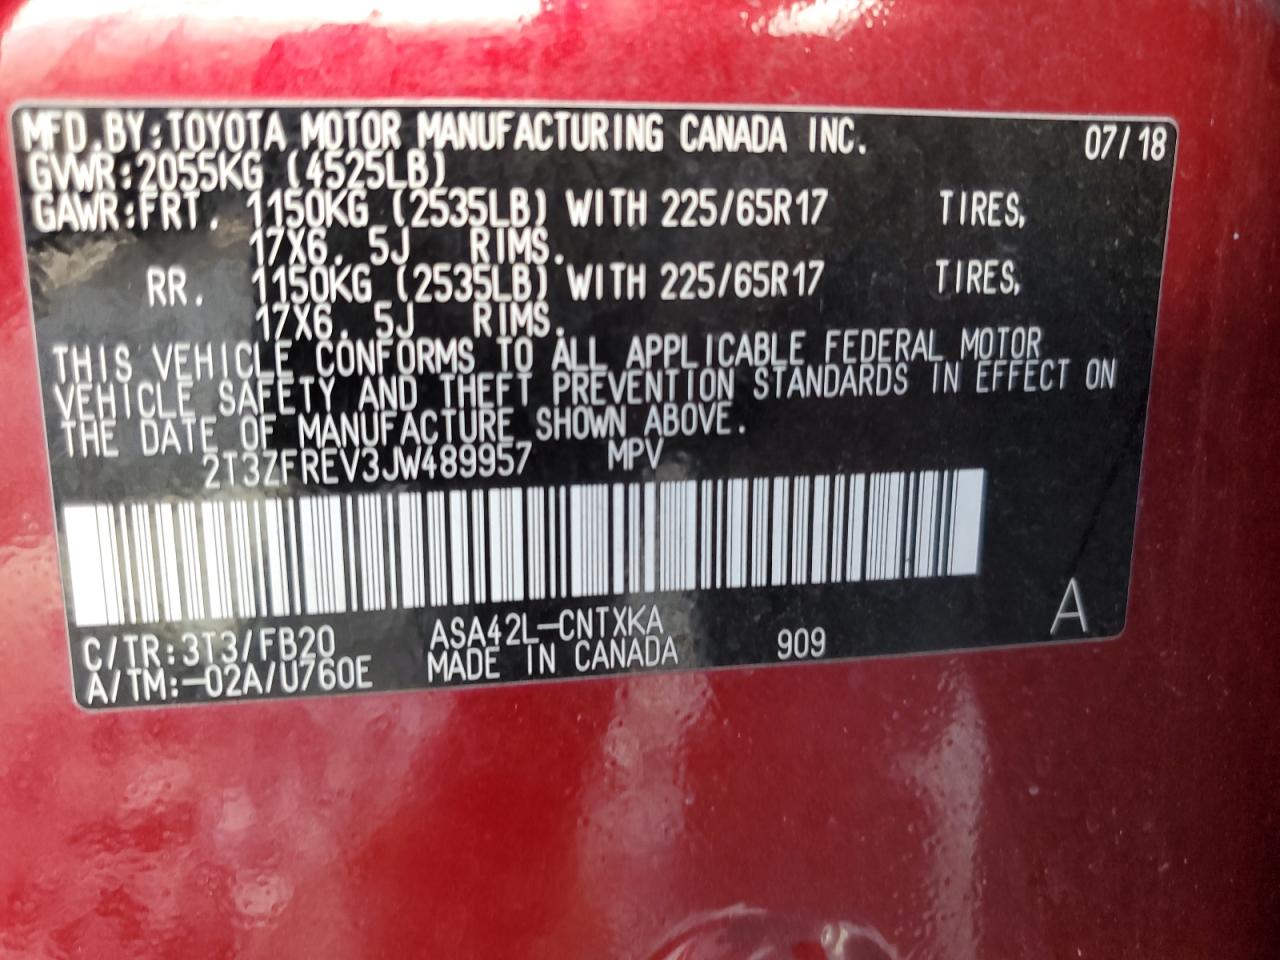 MFD.BY:TOYOTA MOTOR MANUFACTURING CANADA INC. 07/18
GVWR:2055KG (4525LB)
GAWR:FRT. 1150KG (2535LB) WITH 225/65R17 TIRES,
17X6.5J RIMS.
RR. 1150KG (2535LB) WITH 225/65R17 TIRES,
17X6.5J RIMS.
THIS VEHICLE CONFORMS TO ALL APPLICABLE FEDERAL MOTOR
VEHICLE SAFETY AND THEFT PREVENTION STANDARDS IN EFFECT ON
THE DATE OF MANUFACTURE SHOWN ABOVE.
2T3ZFREV3JW489957 MPV
C/TR:3T3/FB20 ASA42L-CNTXKA 909 A
A/TM:-02A/U760E MADE IN CANADA